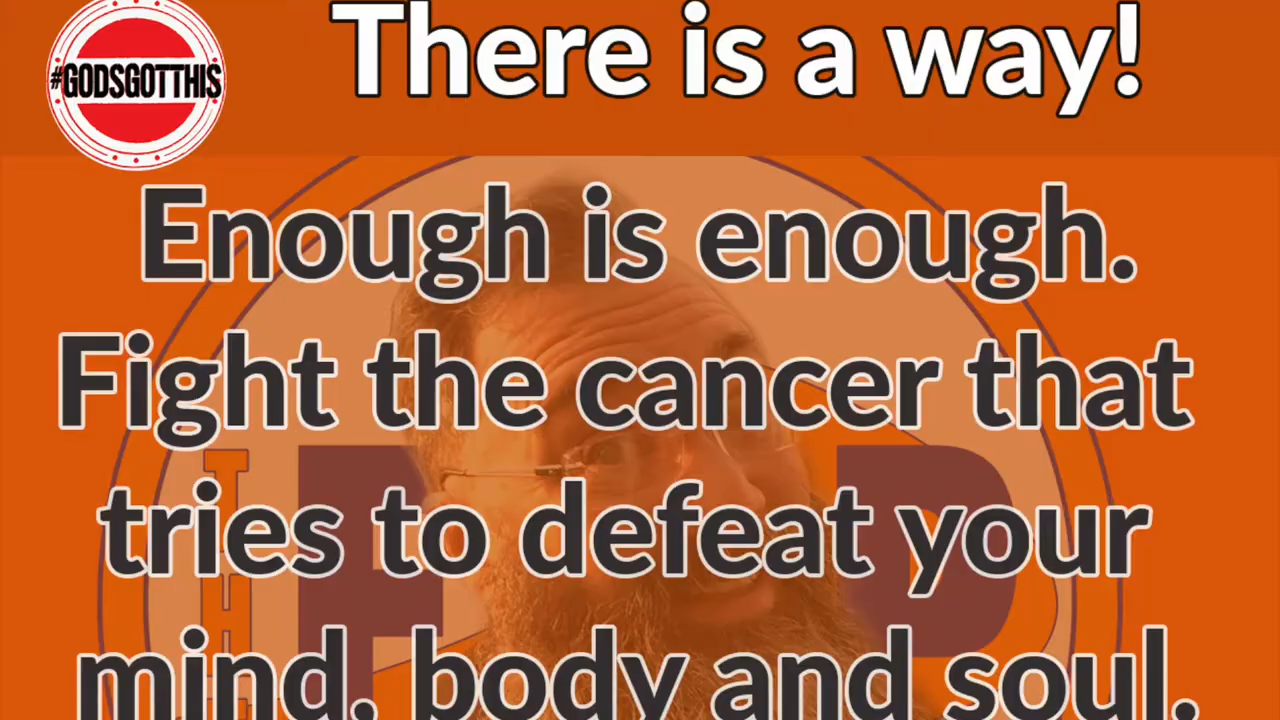 #GODSGOTTHIS
There is a way!
Enough is enough.
Fight the cancer that
tries to defeat your
mind, body and soul.